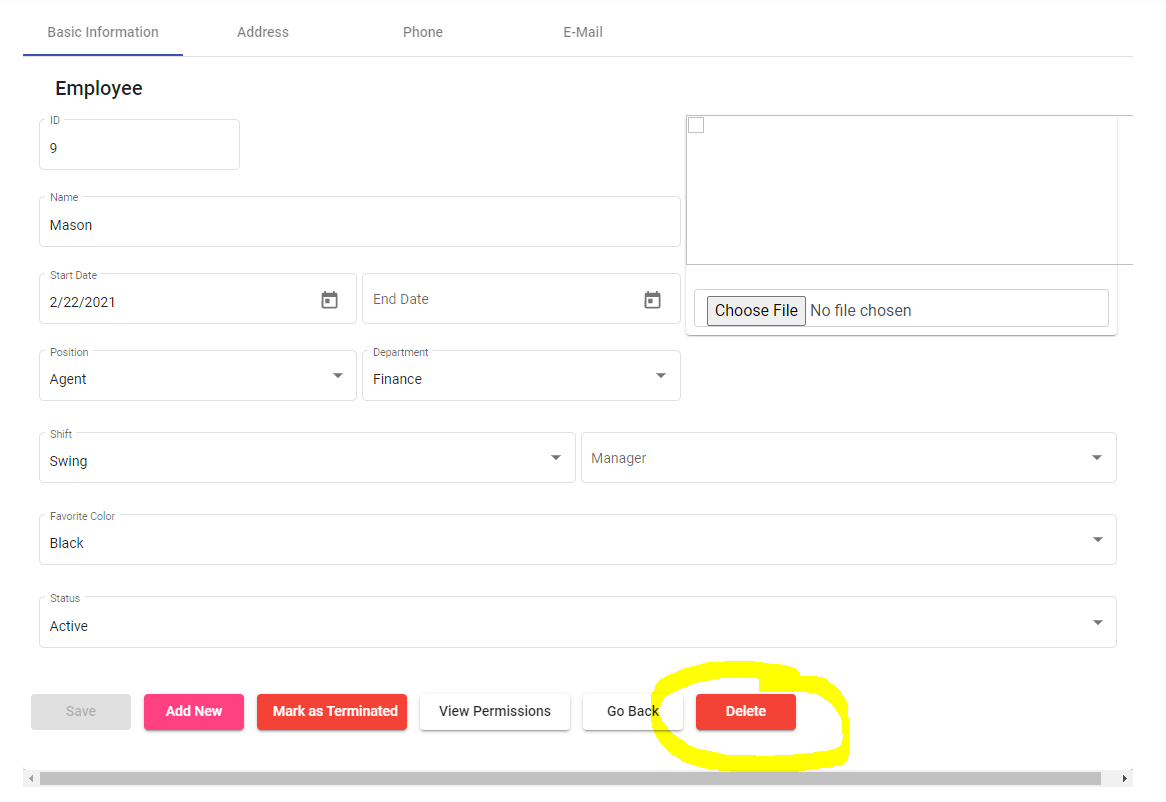 Basic Information Address Phone E-Mail
Employee
ID
9
Name
Mason
Start Date
2/22/2021
End Date
Choose File No file chosen
Position
Agent
Department
Finance
Shift
Swing
Manager
Favorite Color
Black
Status
Active
Save Add New Mark as Terminated View Permissions Go Back Delete